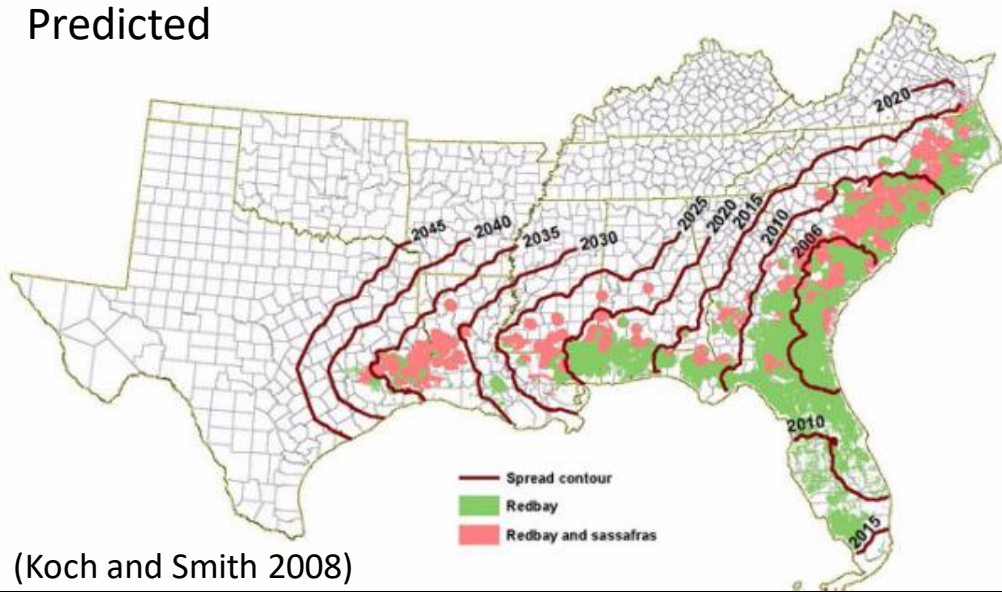 Predicted
2020
2045
2040
2035
2030
2025
2020
2015
2010
2006
2010
2015
Spread contour
Redbay
Redbay and sassafras
(Koch and Smith 2008)